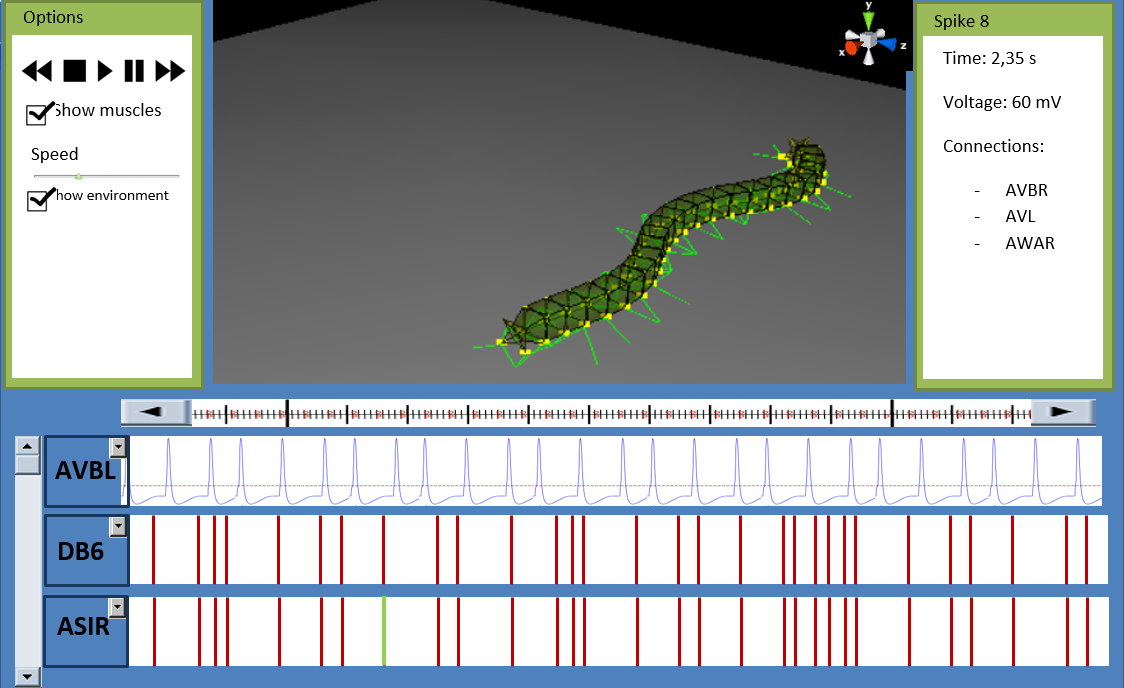 Options
Show muscles
Speed
how environment
y
x
z
Spike 8
Time: 2,35 s
Voltage: 60 mV
Connections:
- AVBR
- AVL
- AWAR
AVBL
DB6
ASIR